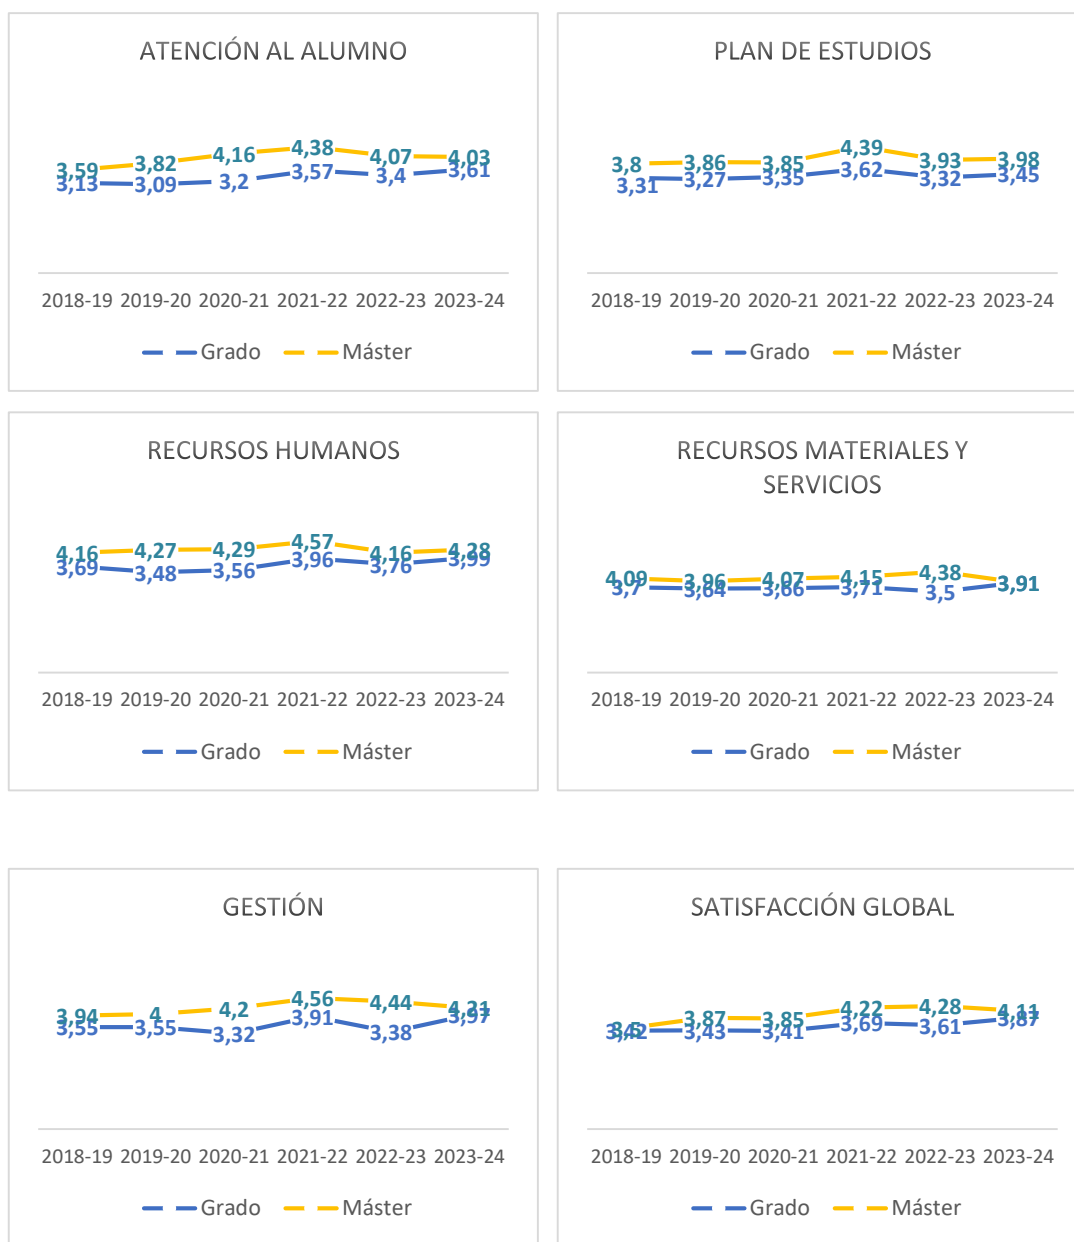 ATENCIÓN AL ALUMNO
3,59 3,82 4,16 4,38 4,07 4,03
3,13 3,09 3,2 3,57 3,4 3,61
2018-19 2019-20 2020-21 2021-22 2022-23 2023-24
Grado Máster
PLAN DE ESTUDIOS
3,8 3,86 3,85 4,39 3,93 3,98
3,31 3,27 3,35 3,62 3,32 3,45
2018-19 2019-20 2020-21 2021-22 2022-23 2023-24
Grado Máster
RECURSOS HUMANOS
4,16 4,27 4,29 4,57 4,16 4,28
3,69 3,48 3,56 3,96 3,76 3,99
2018-19 2019-20 2020-21 2021-22 2022-23 2023-24
Grado Máster
RECURSOS MATERIALES Y
SERVICIOS
4,09 3,96 4,07 4,15 4,38 3,91
3,7 3,64 3,66 3,71 3,5
2018-19 2019-20 2020-21 2021-22 2022-23 2023-24
Grado Máster
GESTIÓN
3,94 4 4,2 4,56 4,44 4,21
3,55 3,55 3,32 3,91 3,38 3,97
2018-19 2019-20 2020-21 2021-22 2022-23 2023-24
Grado Máster
SATISFACCIÓN GLOBAL
3,5 3,87 3,85 4,22 4,28 4,11
3,42 3,43 3,41 3,69 3,61 3,87
2018-19 2019-20 2020-21 2021-22 2022-23 2023-24
Grado Máster